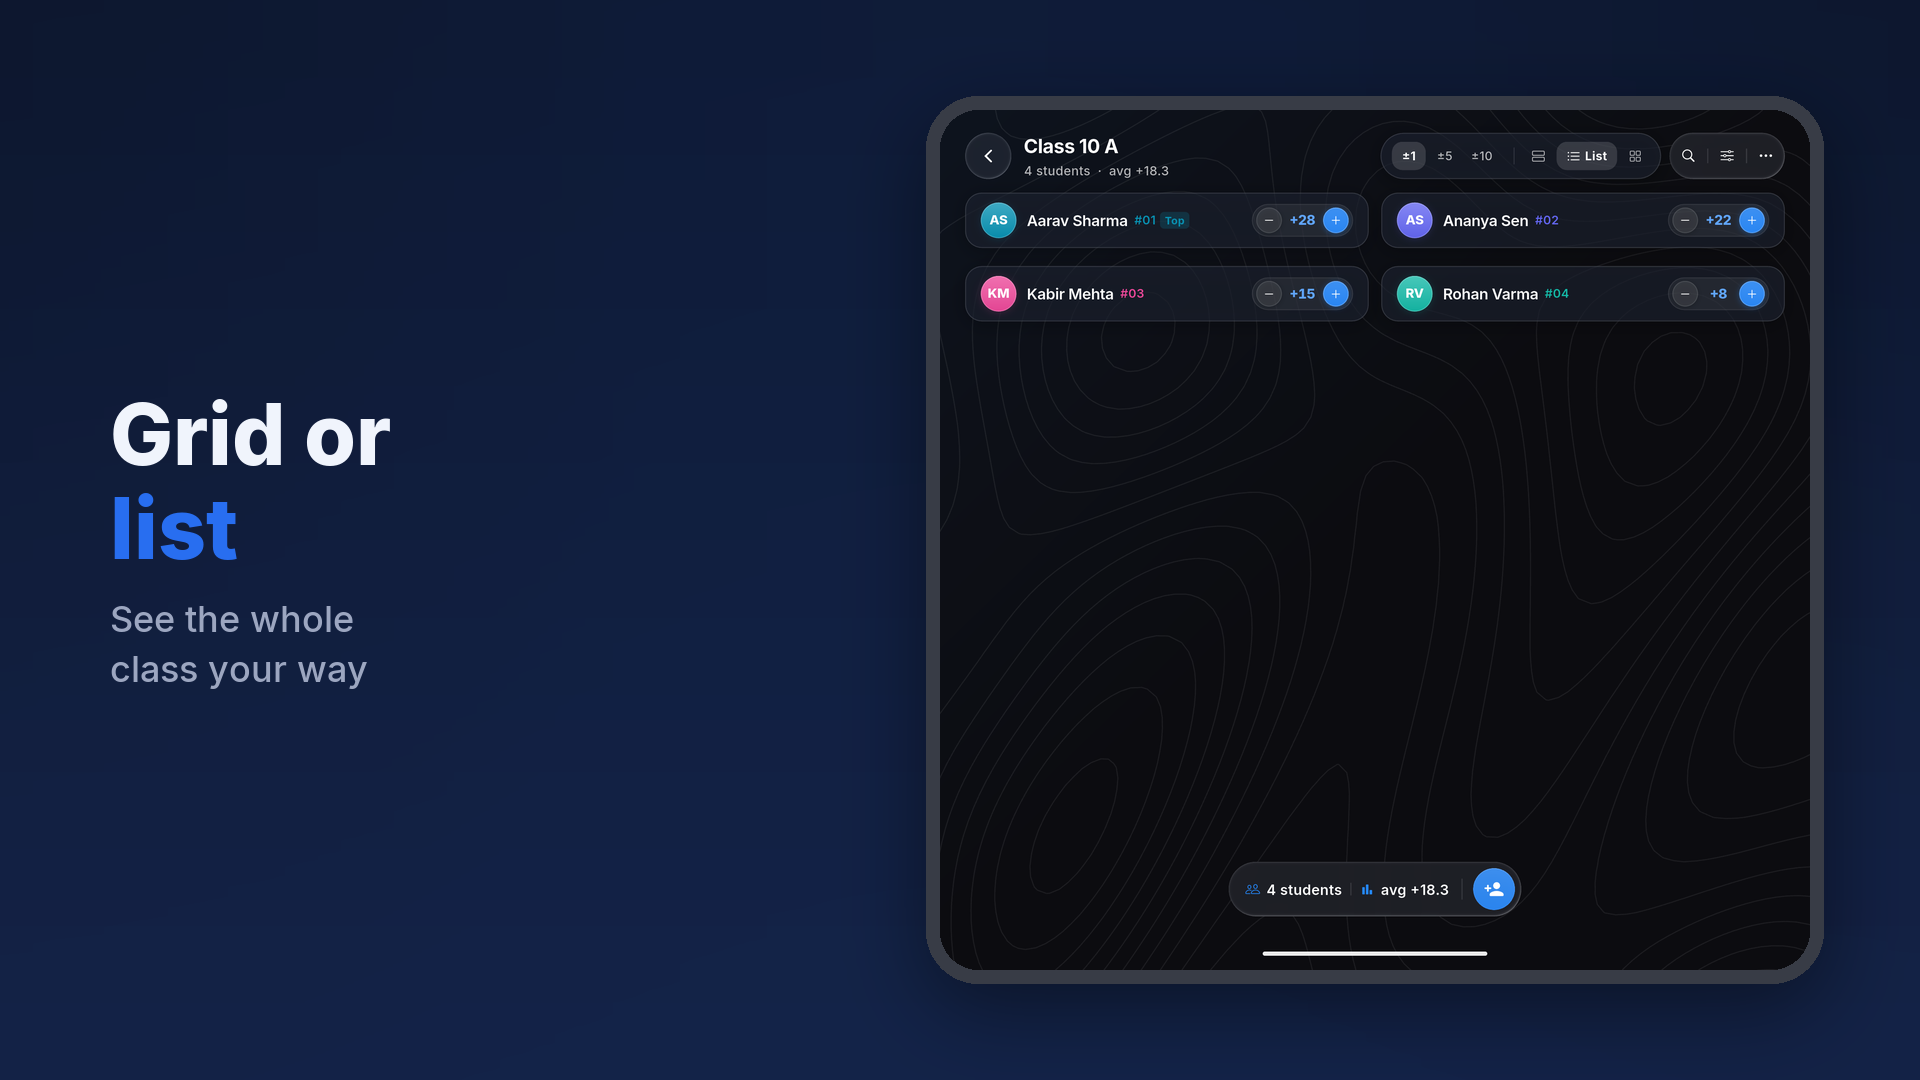 Grid or
list
See the whole
class your way
Class 10 A
4 students · avg +18.3
±1 ±5 ±10 List
AS Aarav Sharma #01 Top − +28 +
AS Ananya Sen #02 − +22 +
KM Kabir Mehta #03 − +15 +
RV Rohan Varma #04 − +8 +
4 students avg +18.3